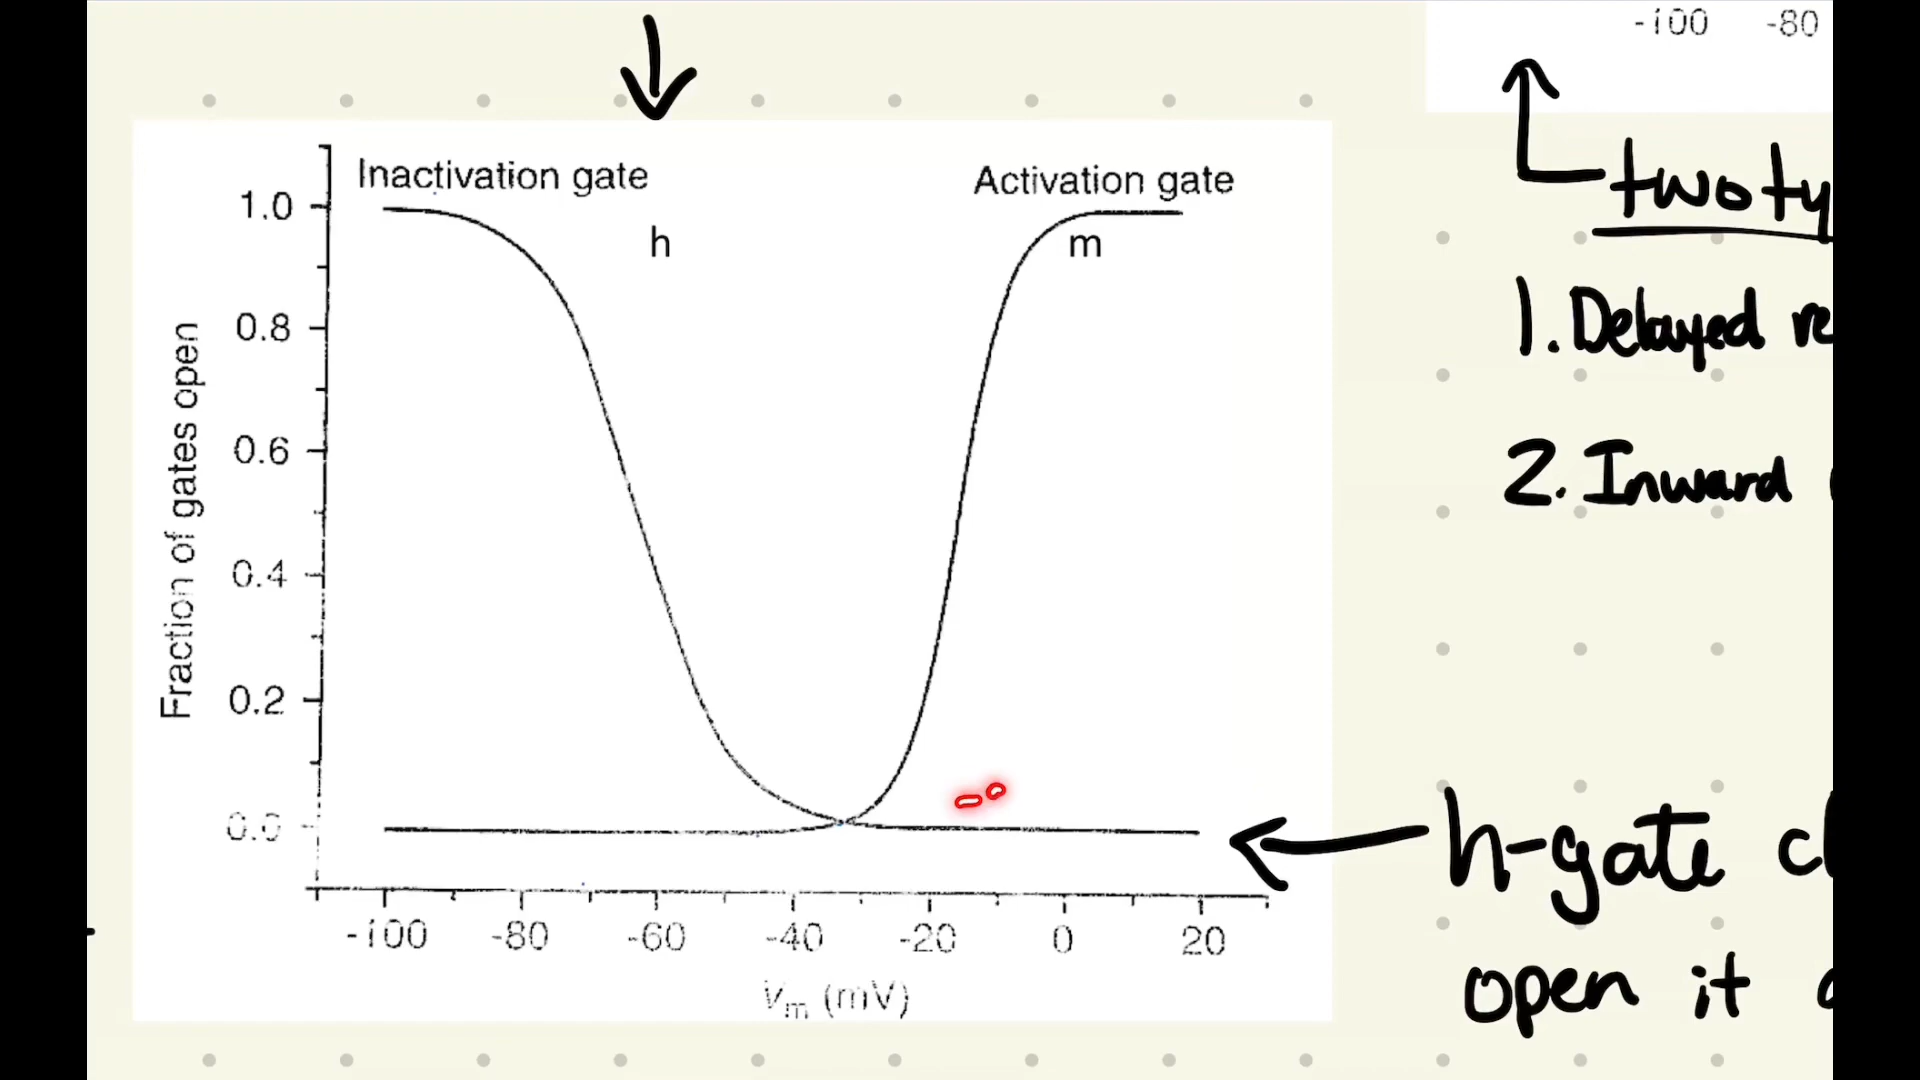 -100 -80
Inactivation gate
h
Activation gate
m
1.0
0.8
0.6
0.4
0.2
0.0
Fraction of gates open
-100 -80 -60 -40 -20 0 20
Vm (mV)
two ty
1. Delayed re
2. Inward
h-gate cl
open it